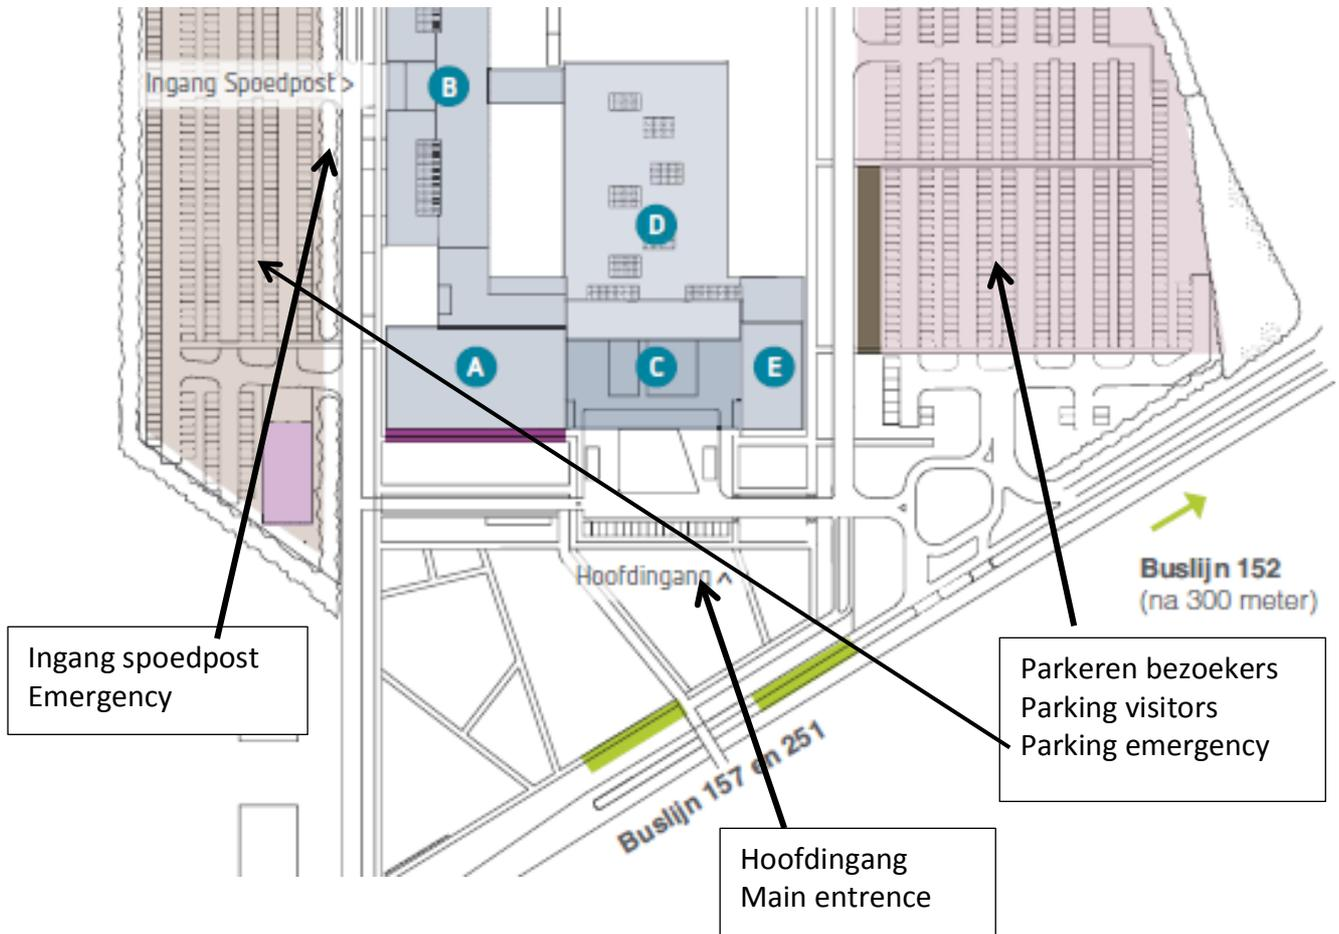 Ingang Spoedpost >
B
D
A
C
E
Hoofdingang ^
Buslijn 152
(na 300 meter)
Buslijn 157 en 251
Ingang spoedpost
Emergency
Parkeren bezoekers
Parking visitors
Parking emergency
Hoofdingang
Main entrence